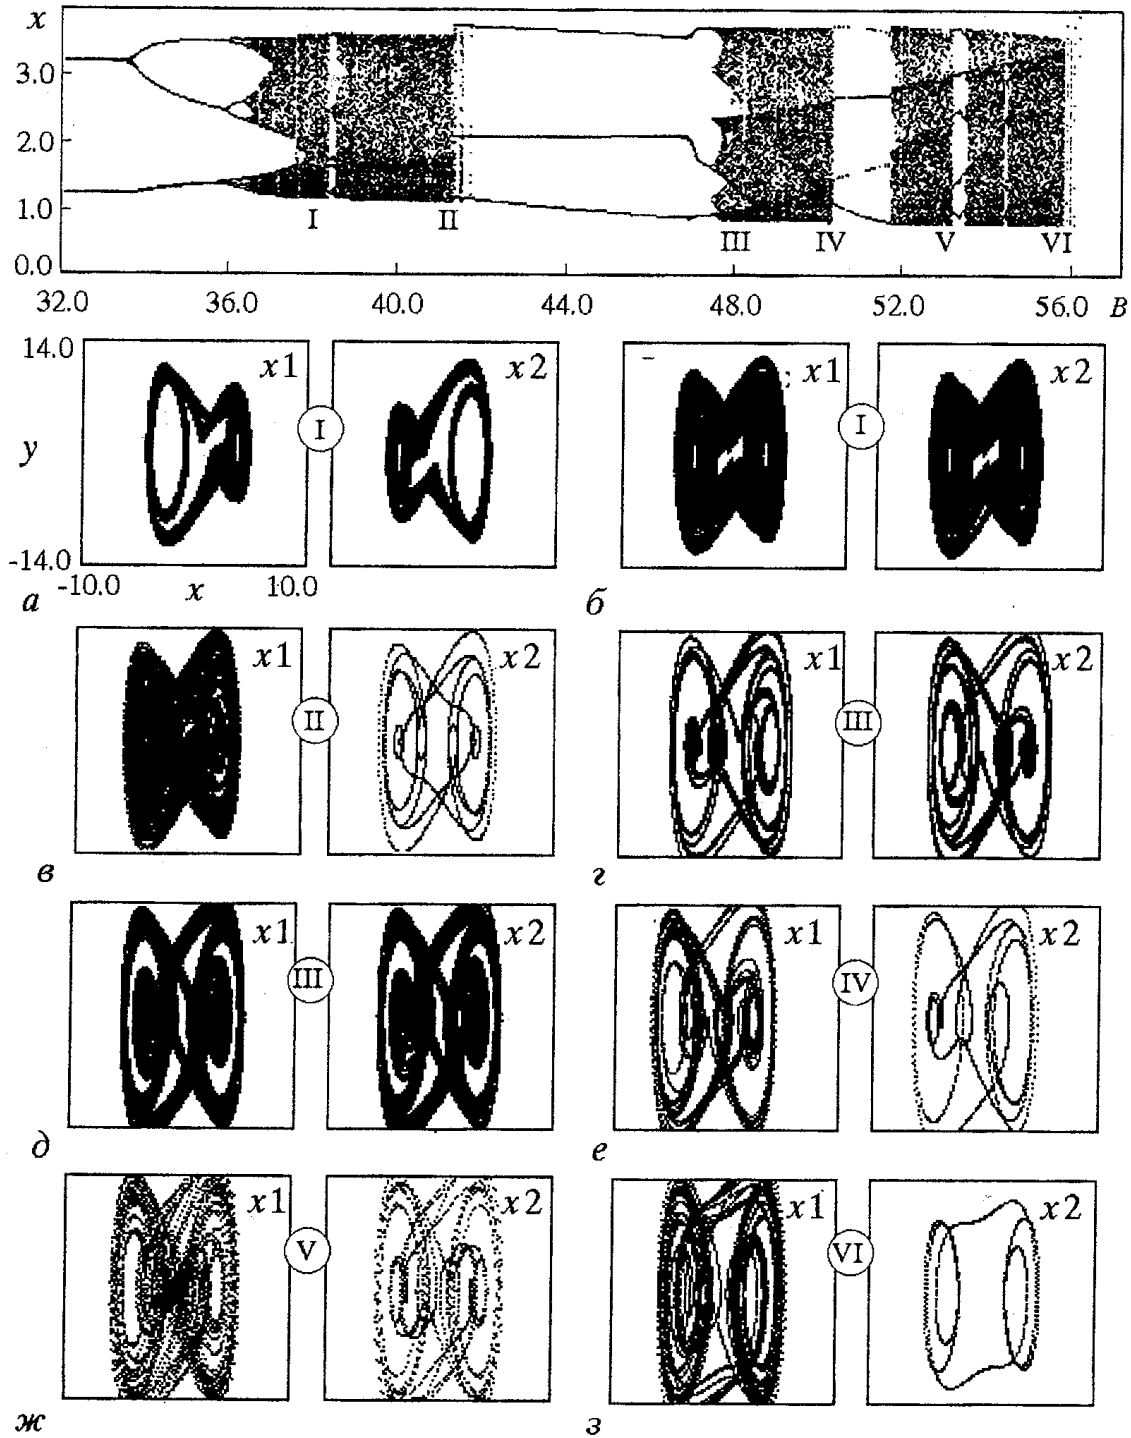 x
3.0
2.0
1.0
0.0
I II III IV V VI
32.0 36.0 40.0 44.0 48.0 52.0 56.0 B
14.0 x1 x2 x1 x2
y I I
-14.0
-10.0 x 10.0
а б
x1 x2 x1 x2
II III
в г
x1 x2 x1 x2
III IV
д е
x1 x2 x1 x2
V VI
ж з